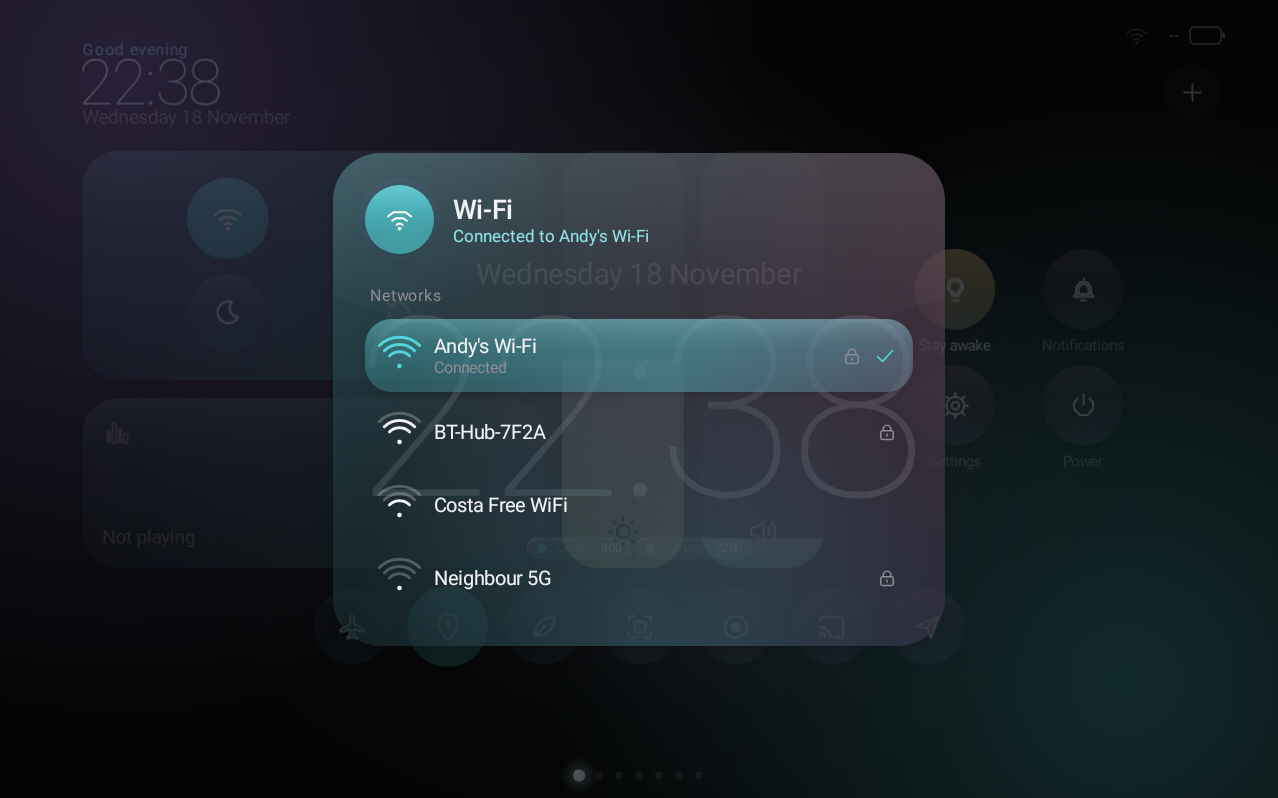 Good evening
22:38
Wednesday 18 November
Wi-Fi
Connected to Andy's Wi-Fi
Wednesday 18 November
Networks
22:38
Andy's Wi-Fi
Connected
BT-Hub-7F2A
Costa Free WiFi
Neighbour 5G
Stay awake
Notifications
Settings
Power
Not playing
9:00
22:00